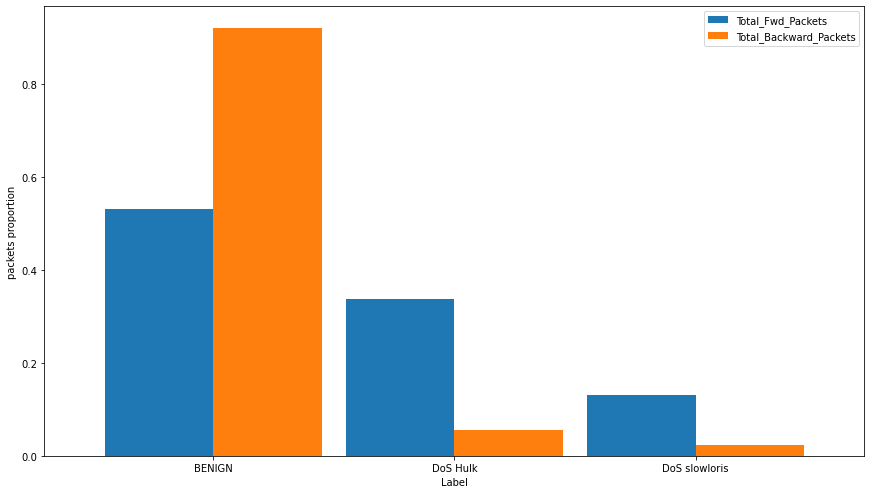 Total_Fwd_Packets
Total_Backward_Packets
packets proportion
0.8
0.6
0.4
0.2
0.0
BENIGN
DoS Hulk
DoS slowloris
Label